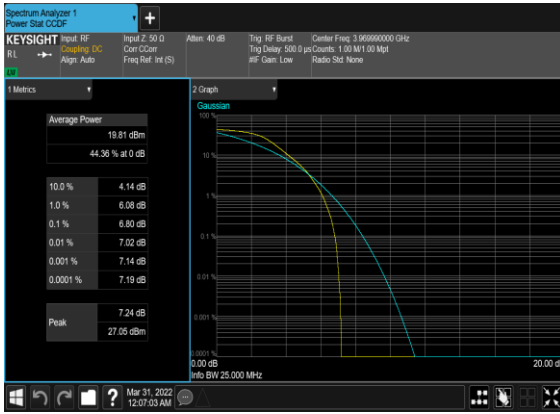 Spectrum Analyzer 1
Power Stat CCDF
+
KEYSIGHT
RL
LV
Input: RF
Coupling: DC
Align: Auto
Input Z: 50 Ω
Corr CCorr
Freq Ref: Int (S)
Atten: 40 dB
Trig: RF Burst
Trig Delay: 500.0 µs
#IF Gain: Low
Center Freq: 3.969990000 GHz
Counts: 1.00 M/1.00 Mpt
Radio Std: None
1 Metrics
Average Power
19.81 dBm
44.36 % at 0 dB
10.0 % 4.14 dB
1.0 % 6.08 dB
0.1 % 6.80 dB
0.01 % 7.02 dB
0.001 % 7.14 dB
0.0001 % 7.19 dB
Peak
7.24 dB
27.05 dBm
2 Graph
Gaussian
100 %
10 %
1 %
0.1 %
0.01 %
0.001 %
0.0001 %
0.00 dB
20.00 d
Info BW 25.000 MHz
?
Mar 31, 2022
12:07:03 AM